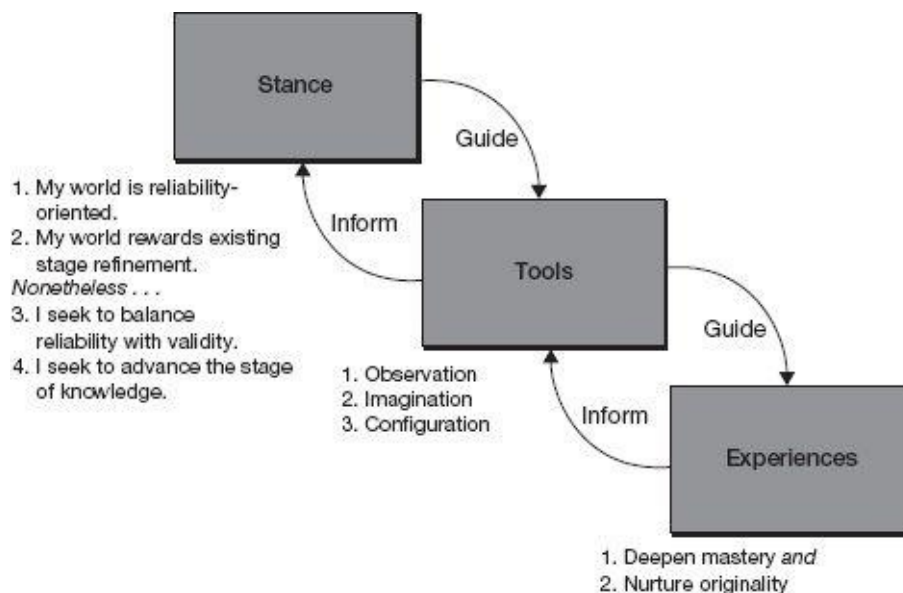 Stance
Guide
1. My world is reliability-
oriented.
2. My world rewards existing
stage refinement.
Nonetheless . . .
3. I seek to balance
reliability with validity.
4. I seek to advance the stage
of knowledge.
Inform
Tools
Guide
1. Observation
2. Imagination
3. Configuration
Inform
Experiences
1. Deepen mastery and
2. Nurture originality